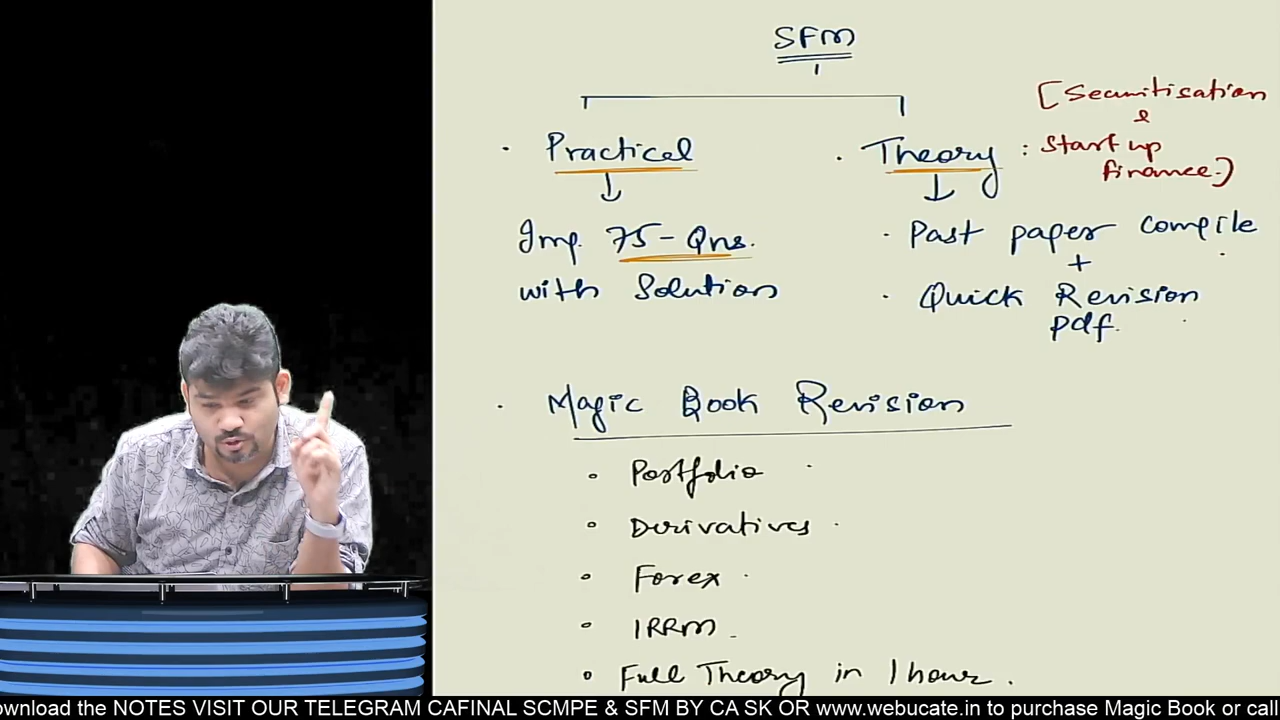 SFM
[Securitisation
&
· Practical
· Theory : Start up
finance.]
Imp. 75 - Qns.
with Solution
· Past paper compile
+
· Quick Revision
pdf.
· Magic Book Revision
∘ Portfolio
∘ Derivatives
∘ Forex
∘ IRRM
∘ Full Theory in 1 hour.
ownload the NOTES VISIT OUR TELEGRAM CAFINAL SCMPE & SFM BY CA SK OR www.webucate.in to purchase Magic Book or call